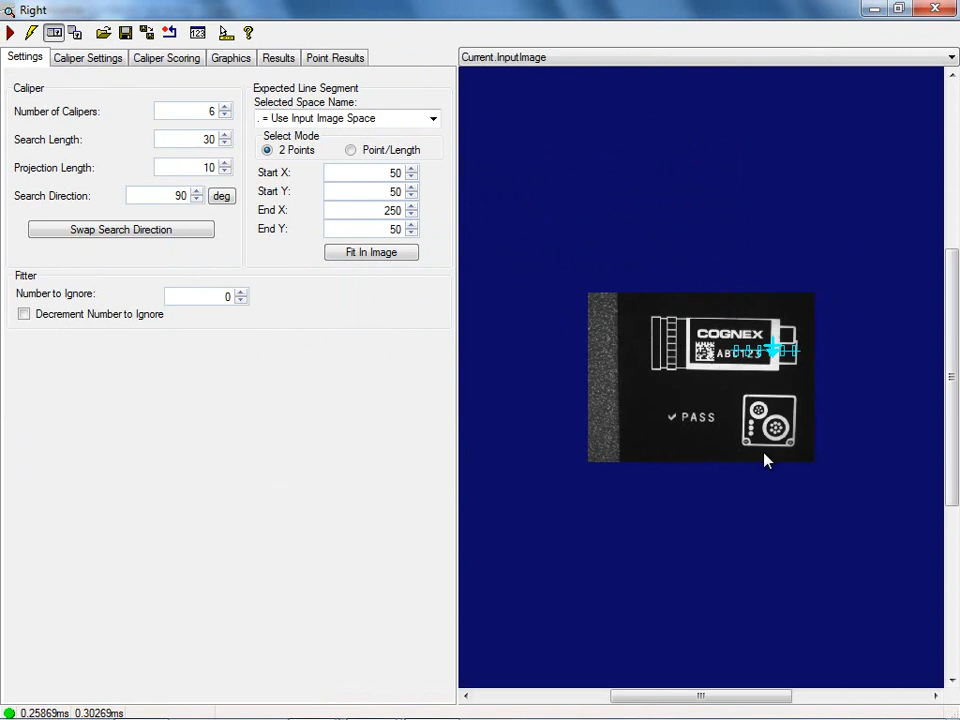 Right
Settings
Caliper Settings
Caliper Scoring
Graphics
Results
Point Results
Current.InputImage
Caliper
Number of Calipers: 6
Search Length: 30
Projection Length: 10
Search Direction: 90 deg
Swap Search Direction
Expected Line Segment
Selected Space Name:
. = Use Input Image Space
Select Mode
2 Points Point/Length
Start X: 50
Start Y: 50
End X: 250
End Y: 50
Fit In Image
Fitter
Number to Ignore: 0
Decrement Number to Ignore
COGNEX
ABC123
PASS
0.25869ms 0.30269ms